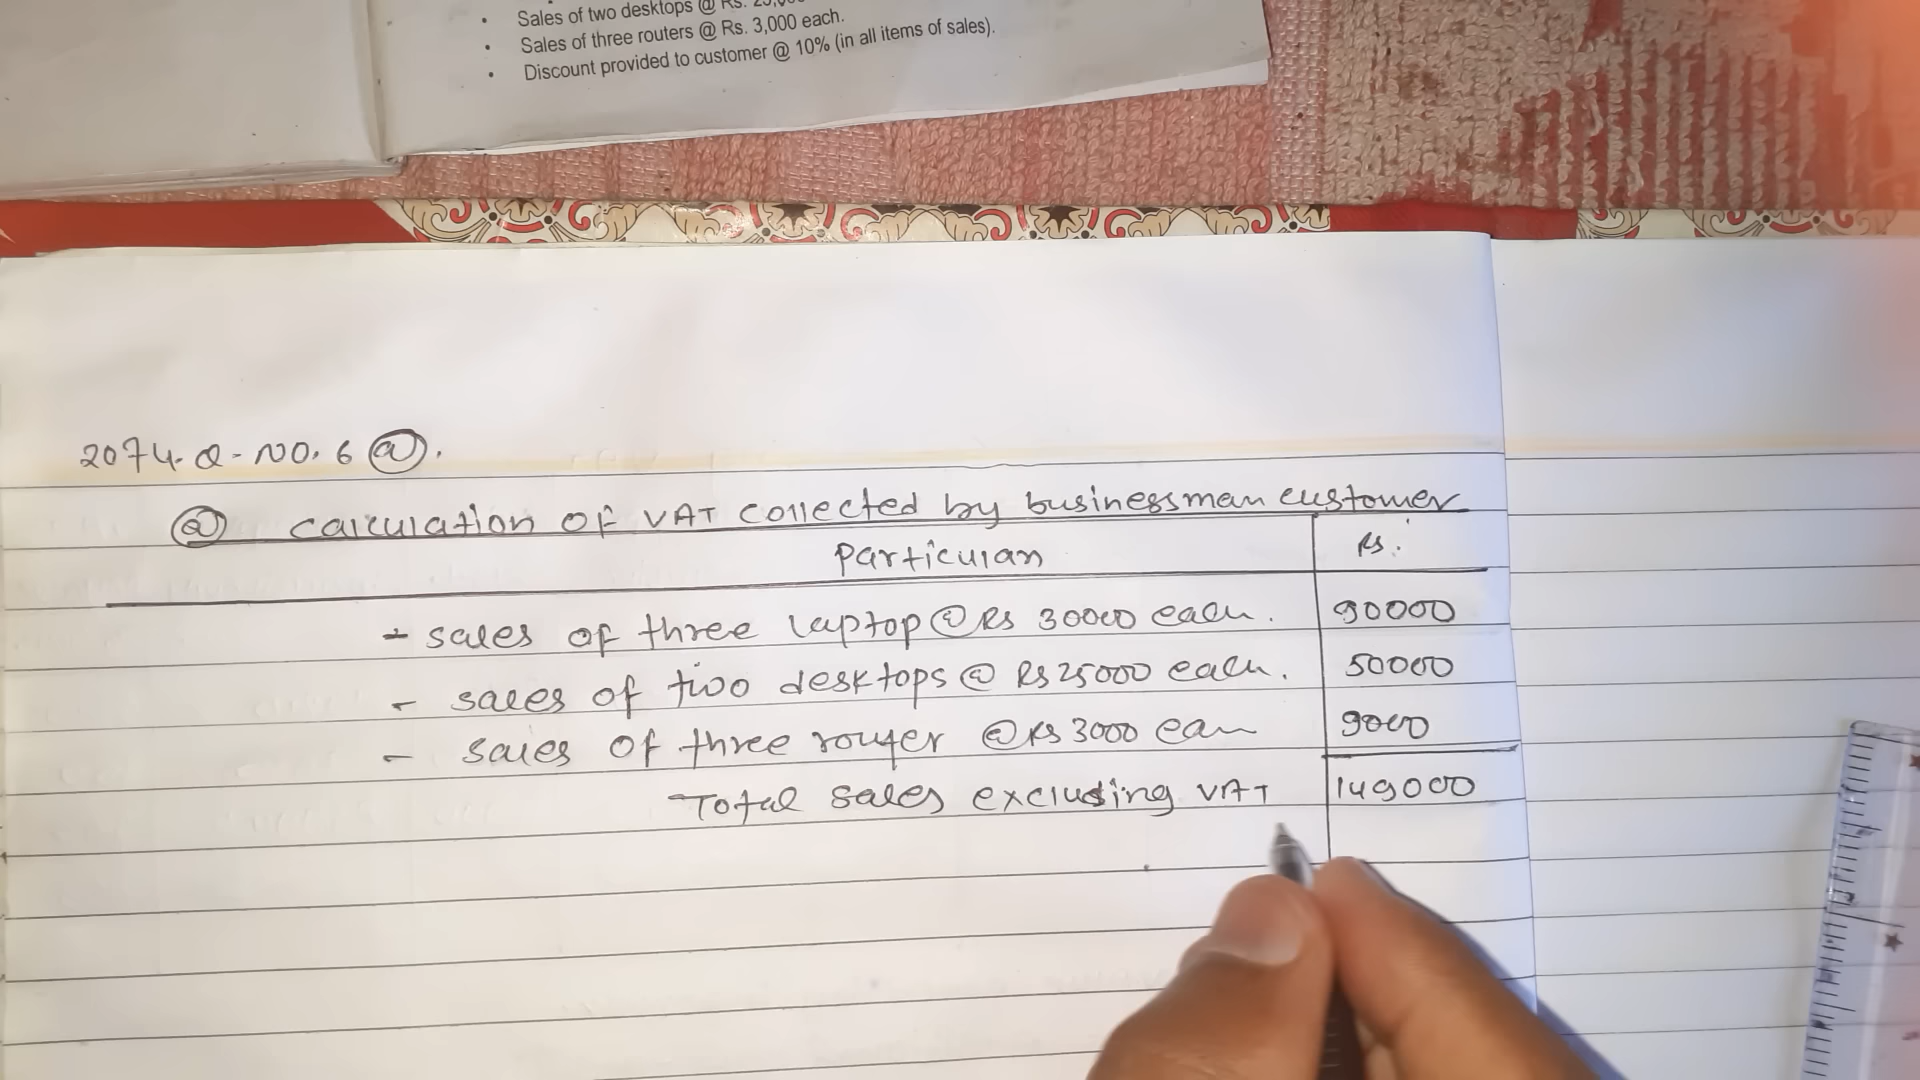 • Sales of two desktops @ Rs.
• Sales of three routers @ Rs. 3,000 each.
• Discount provided to customer @ 10% (in all items of sales).
2074. Q. NO. 6 (a).
(a) calculation of VAT collected by businessman customer
particulars Rs.
- sales of three laptop @ Rs 30000 each. 90000
- sales of two desktops @ Rs 25000 each. 50000
- sales of three router @ Rs 3000 each 9000
Total sales excluding VAT 149000